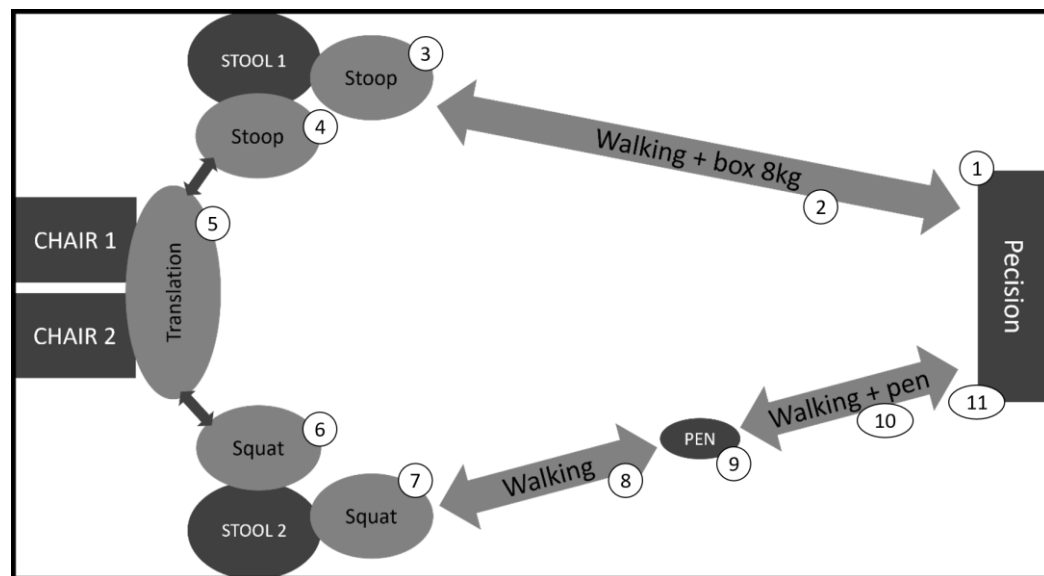 STOOL 1
Stoop
3
Stoop
4
Walking + box 8kg
2
1
CHAIR 1
CHAIR 2
Translation
5
Pecision
Squat
6
STOOL 2
Squat
7
Walking
8
PEN
9
Walking + pen
10
11